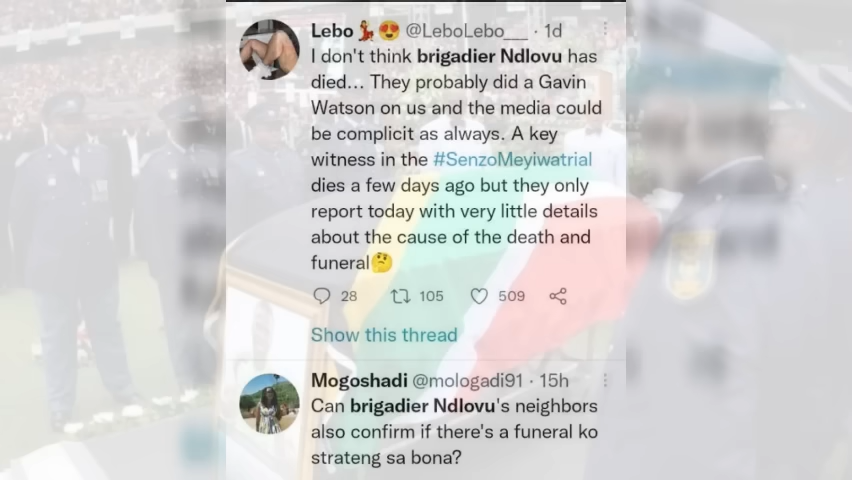 Lebo💃😍 @LeboLebo___ · 1d
I don't think brigadier Ndlovu has
died... They probably did a Gavin
Watson on us and the media could
be complicit as always. A key
witness in the #SenzoMeyiwatrial
dies a few days ago but they only
report today with very little details
about the cause of the death and
funeral🤔
28 105 509
Show this thread
Mogoshadi @mologadi91 · 15h
Can brigadier Ndlovu's neighbors
also confirm if there's a funeral ko
strateng sa bona?